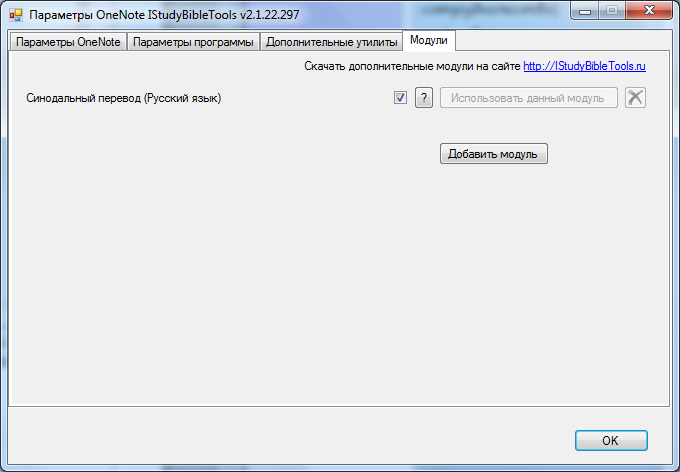 Параметры OneNote IStudyBibleTools v2.1.22.297
Параметры OneNote Параметры программы Дополнительные утилиты Модули
Скачать дополнительные модули на сайте http://IStudyBibleTools.ru
Синодальный перевод (Русский язык) ? Использовать данный модуль
Добавить модуль
OK